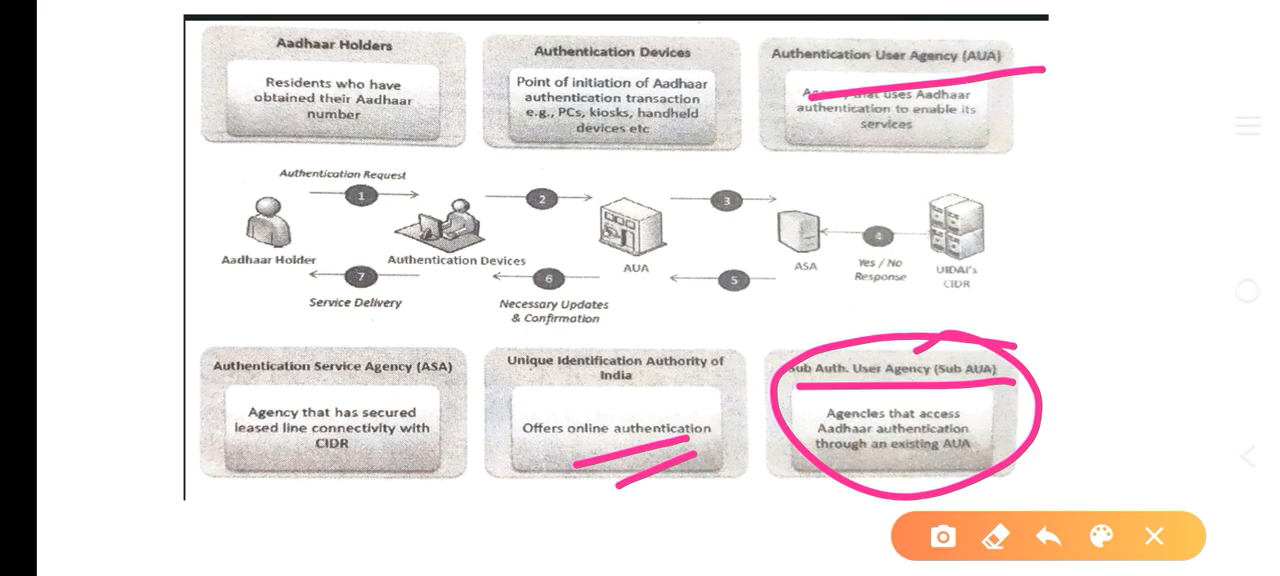 Aadhaar Holders
Residents who have
obtained their Aadhaar
number
Authentication Devices
Point of initiation of Aadhaar
authentication transaction
e.g., PCs, kiosks, handheld
devices etc
Authentication User Agency (AUA)
Agency that uses Aadhaar
authentication to enable its
services
Authentication Request
1
2
3
4
Aadhaar Holder
Authentication Devices
AUA
ASA
Yes / No
Response
UIDAI's
CIDR
7
6
5
Service Delivery
Necessary Updates
& Confirmation
Authentication Service Agency (ASA)
Agency that has secured
leased line connectivity with
CIDR
Unique Identification Authority of
India
Offers online authentication
Sub Auth. User Agency (Sub AUA)
Agencies that access
Aadhaar authentication
through an existing AUA